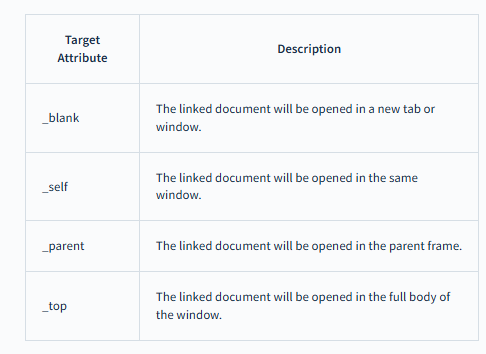 Target
Attribute
Description
_blank
The linked document will be opened in a new tab or
window.
_self
The linked document will be opened in the same
window.
_parent
The linked document will be opened in the parent frame.
_top
The linked document will be opened in the full body of
the window.